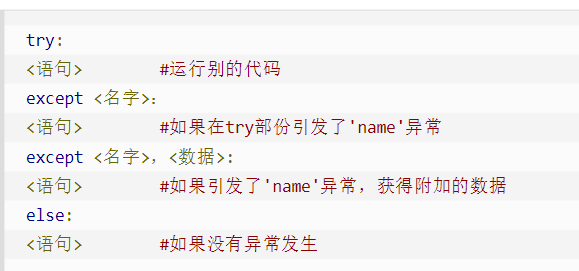 try:
<语句>        #运行别的代码
except <名字>:
<语句>        #如果在try部份引发了'name'异常
except <名字>, <数据>:
<语句>        #如果引发了'name'异常, 获得附加的数据
else:
<语句>        #如果没有异常发生